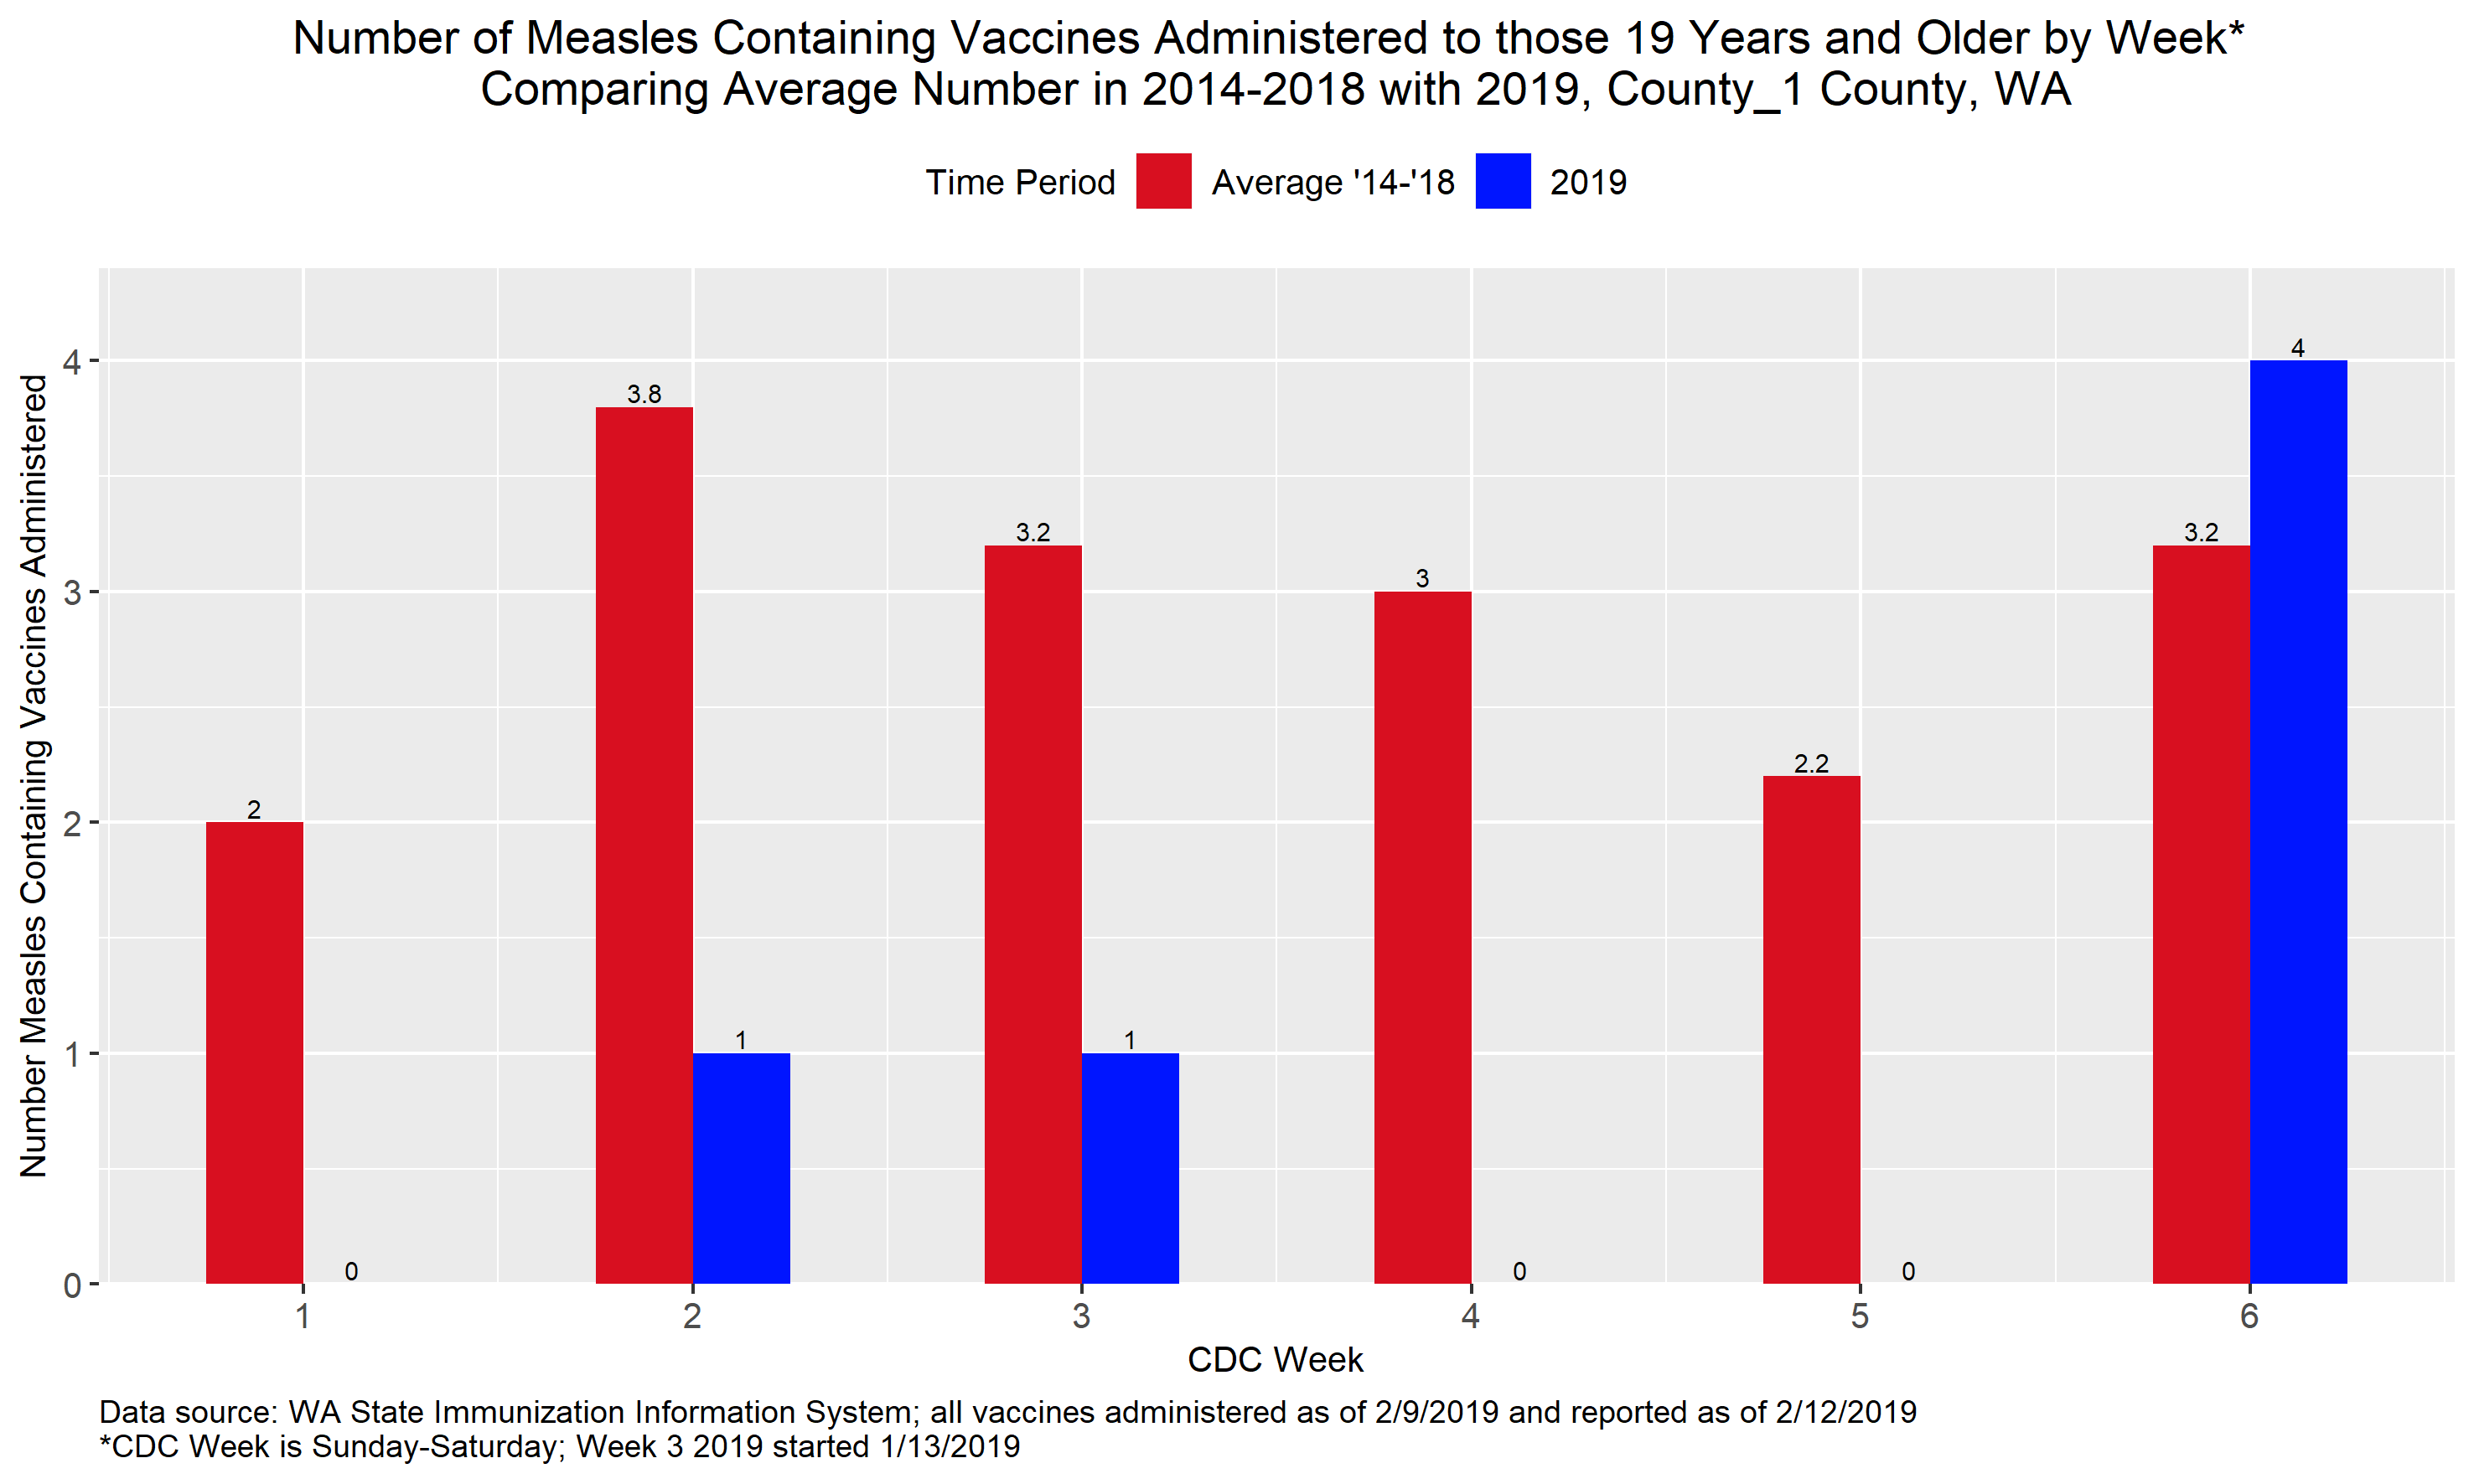 Number of Measles Containing Vaccines Administered to those 19 Years and Older by Week*
Comparing Average Number in 2014-2018 with 2019, County_1 County, WA
Time Period Average '14-'18 2019
Number Measles Containing Vaccines Administered
4
3
2
1
0
2
0
3.8
1
3.2
1
3
0
2.2
0
3.2
4
1 2 3 4 5 6
CDC Week
Data source: WA State Immunization Information System; all vaccines administered as of 2/9/2019 and reported as of 2/12/2019
*CDC Week is Sunday-Saturday; Week 3 2019 started 1/13/2019